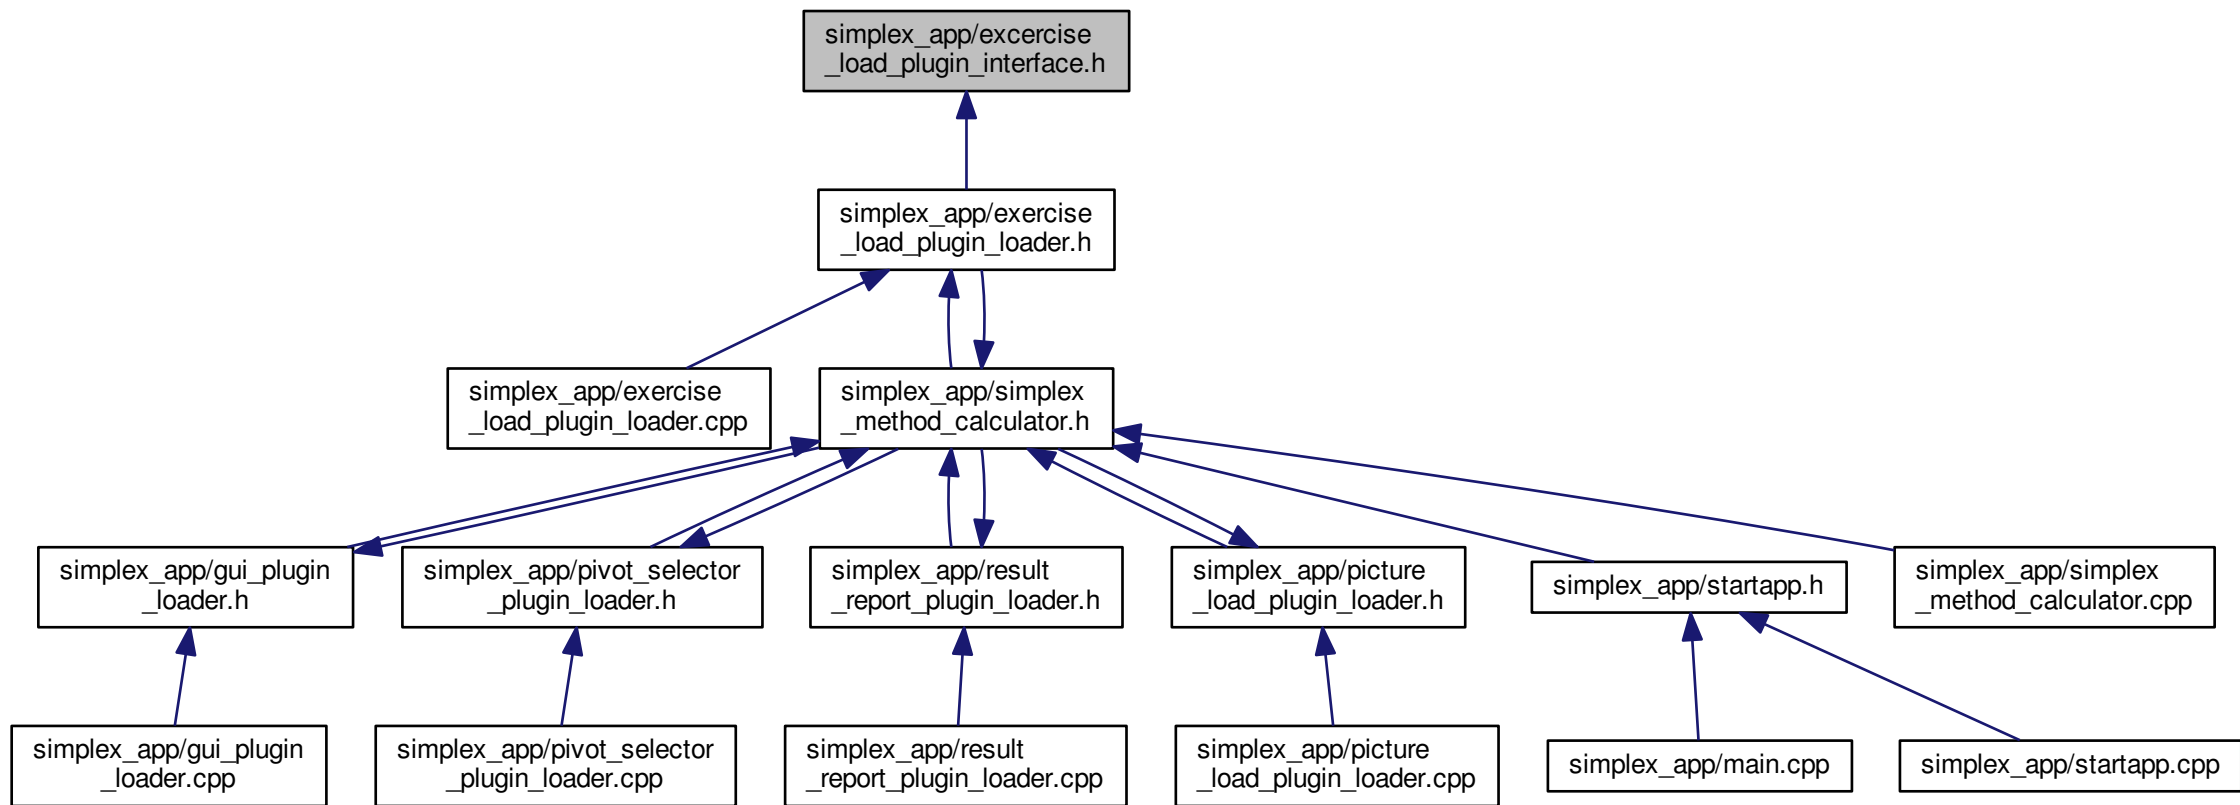 simplex_app/excercise
_load_plugin_interface.h
simplex_app/exercise
_load_plugin_loader.h
simplex_app/exercise
_load_plugin_loader.cpp
simplex_app/simplex
_method_calculator.h
simplex_app/gui_plugin
_loader.h
simplex_app/pivot_selector
_plugin_loader.h
simplex_app/result
_report_plugin_loader.h
simplex_app/picture
_load_plugin_loader.h
simplex_app/startapp.h
simplex_app/simplex
_method_calculator.cpp
simplex_app/gui_plugin
_loader.cpp
simplex_app/pivot_selector
_plugin_loader.cpp
simplex_app/result
_report_plugin_loader.cpp
simplex_app/picture
_load_plugin_loader.cpp
simplex_app/main.cpp
simplex_app/startapp.cpp